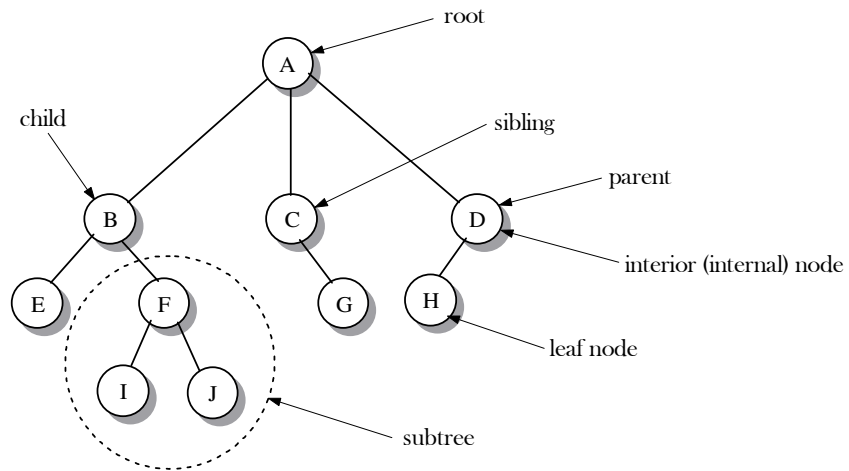 root
A
child
sibling
parent
B
C
D
interior (internal) node
E
F
G
H
leaf node
I
J
subtree